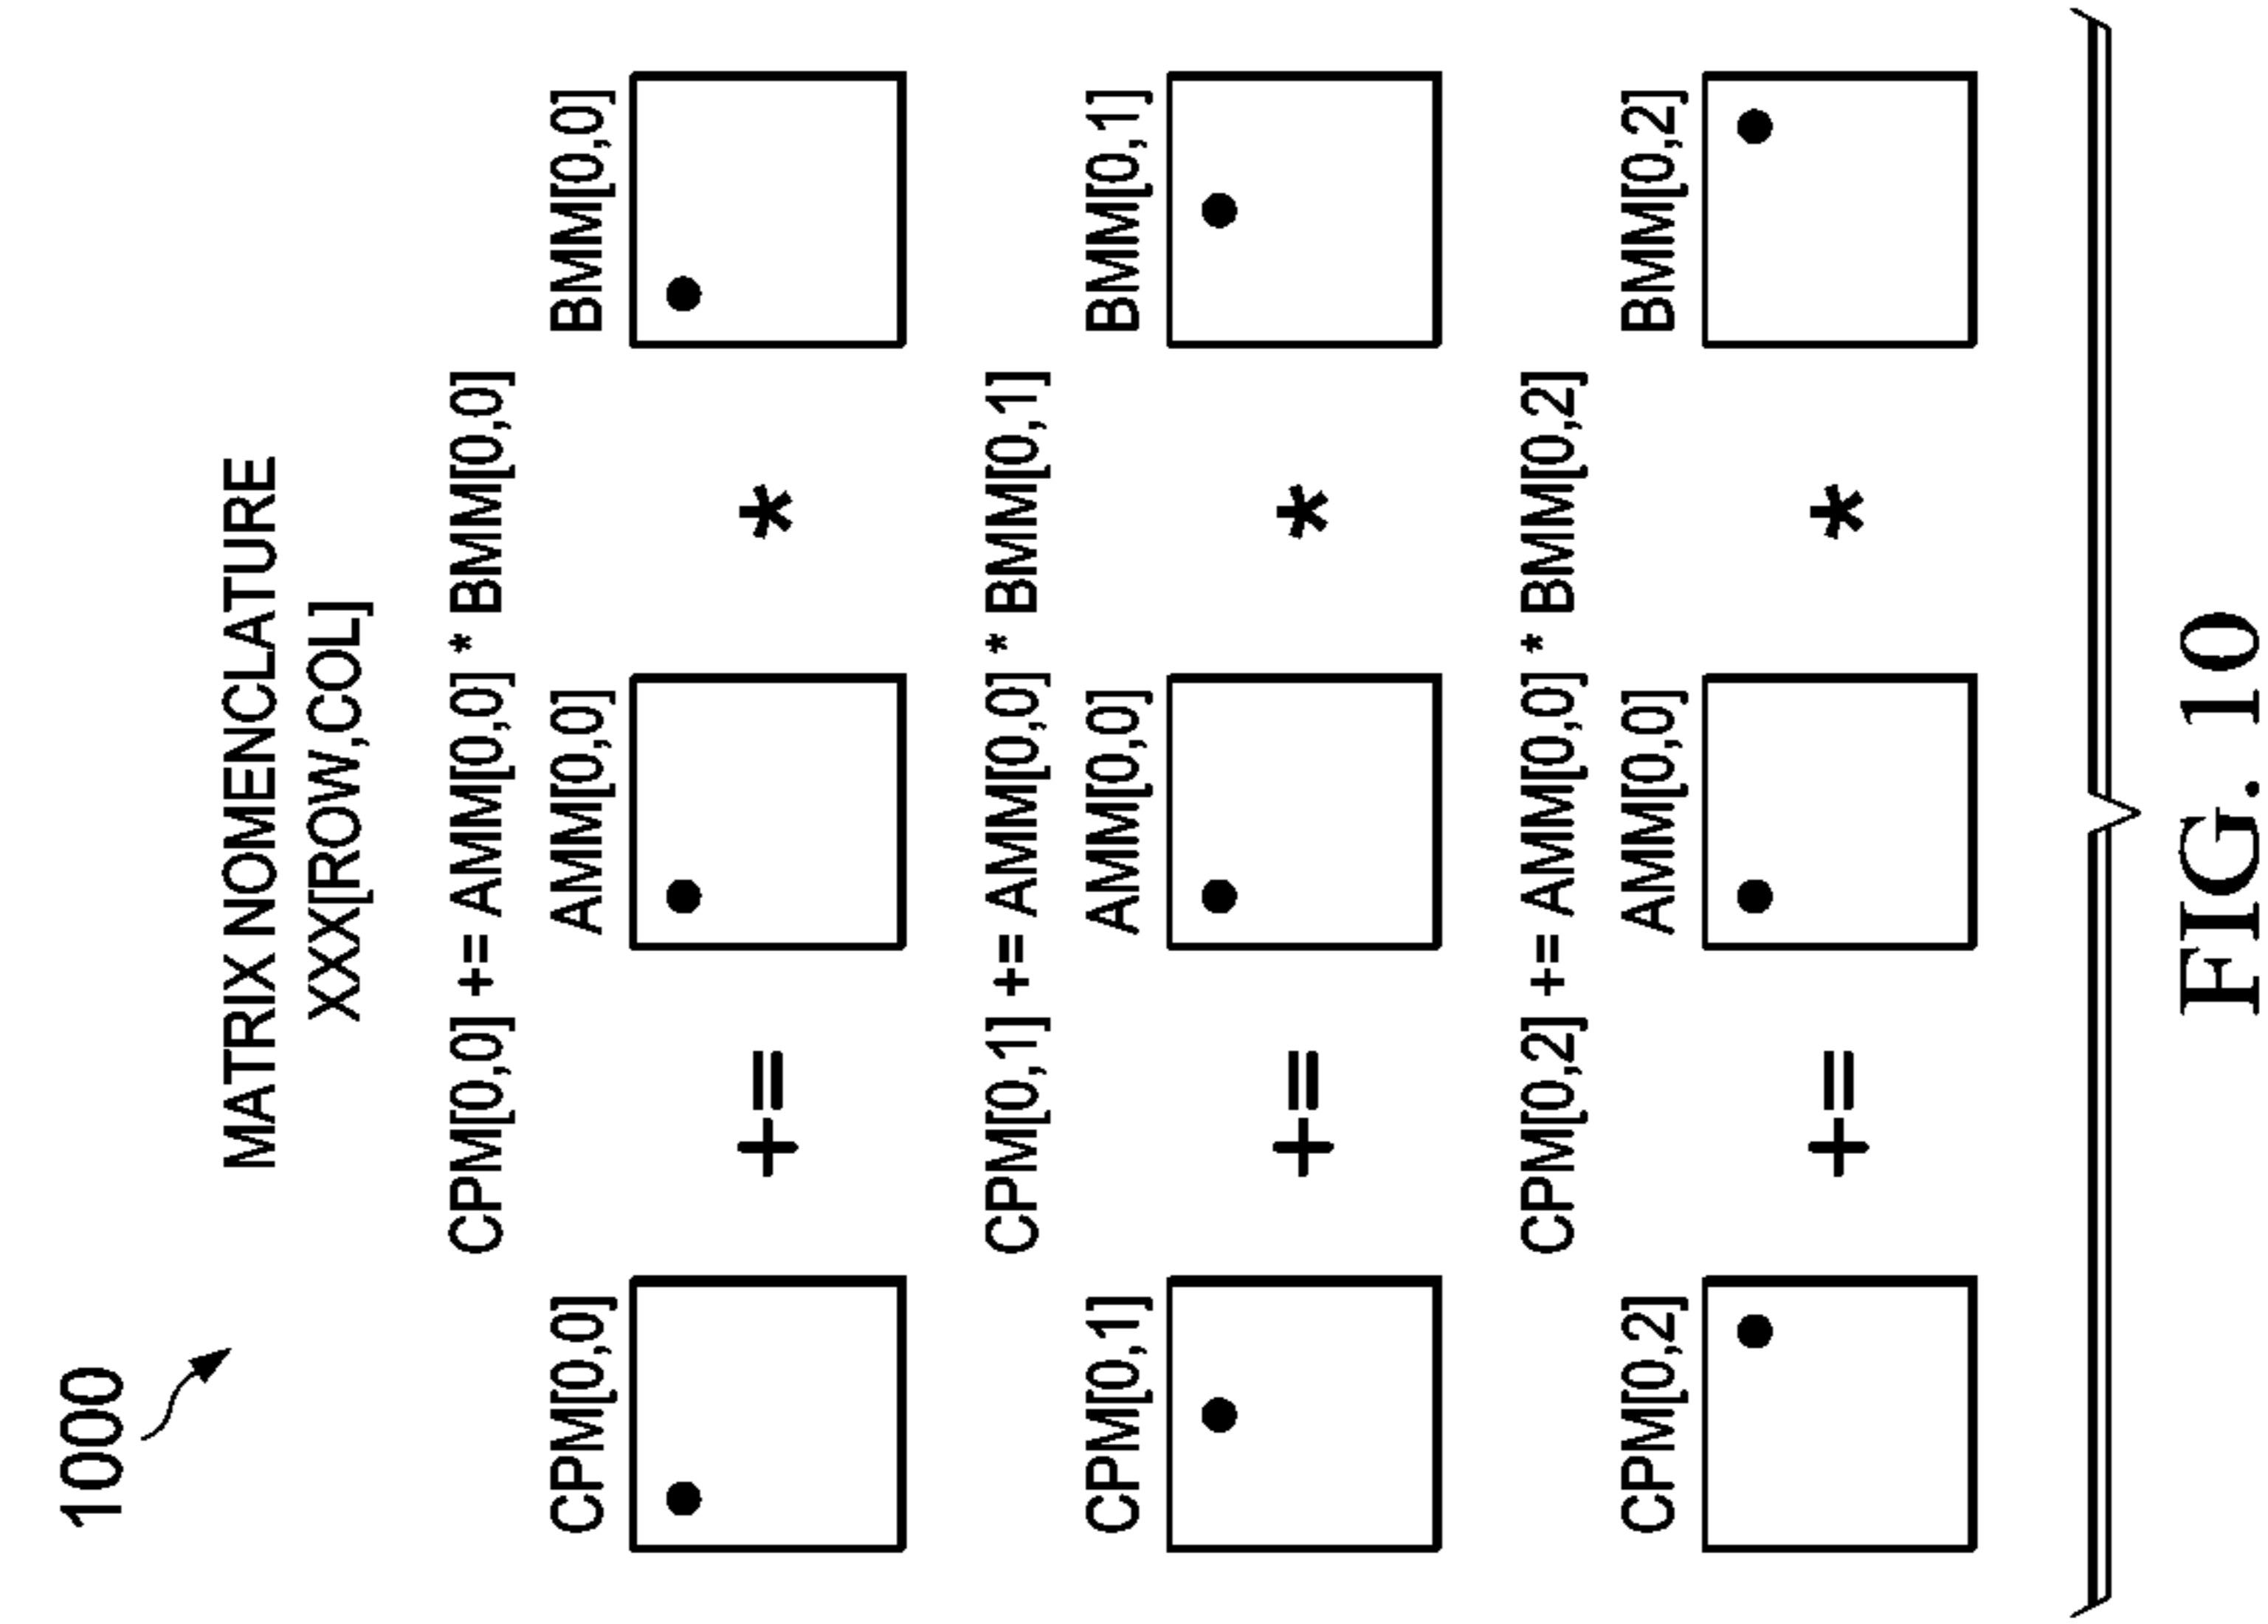 1000
MATRIX NOMENCLATURE
XXX[ROW,COL]
CPM[0,0] += AMM[0,0] * BMM[0,0]
CPM[0,0] AMM[0,0] BMM[0,0]
+= *
CPM[0,1] += AMM[0,0] * BMM[0,1]
CPM[0,1] AMM[0,0] BMM[0,1]
+= *
CPM[0,2] += AMM[0,0] * BMM[0,2]
CPM[0,2] AMM[0,0] BMM[0,2]
+= *
FIG. 10